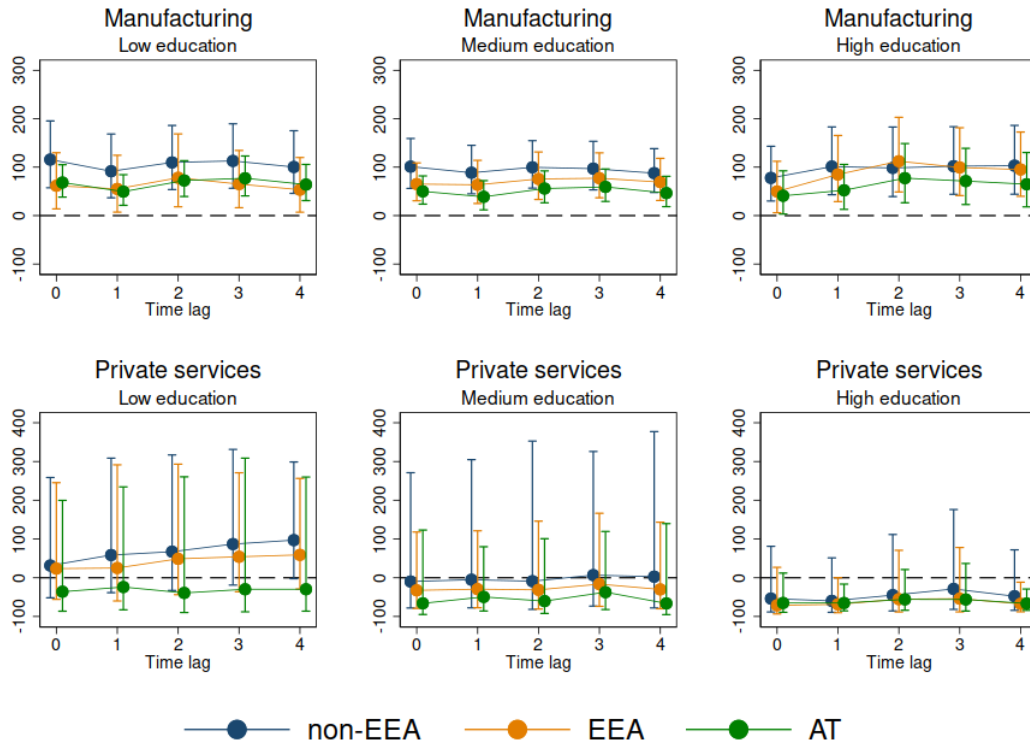 Manufacturing Manufacturing Manufacturing
Low education Medium education High education
300 300 300
200 200 200
100 100 100
0 0 0
-100 -100 -100
0 1 2 3 4 0 1 2 3 4 0 1 2 3 4
Time lag Time lag Time lag
Private services Private services Private services
Low education Medium education High education
400 400 400
300 300 300
200 200 200
100 100 100
0 0 0
-100 -100 -100
0 1 2 3 4 0 1 2 3 4 0 1 2 3 4
Time lag Time lag Time lag
non-EEA EEA AT